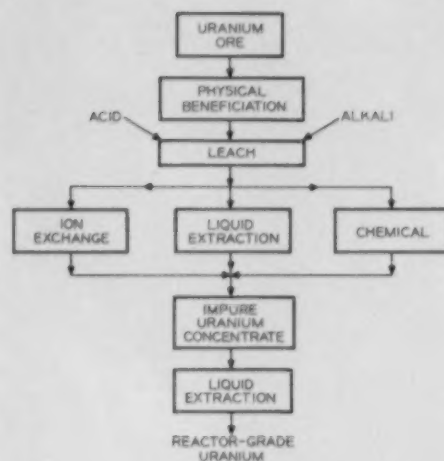 URANIUM
ORE
PHYSICAL
BENEFICIATION
ACID
ALKALI
LEACH
ION
EXCHANGE
LIQUID
EXTRACTION
CHEMICAL
IMPURE
URANIUM
CONCENTRATE
LIQUID
EXTRACTION
REACTOR-GRADE
URANIUM